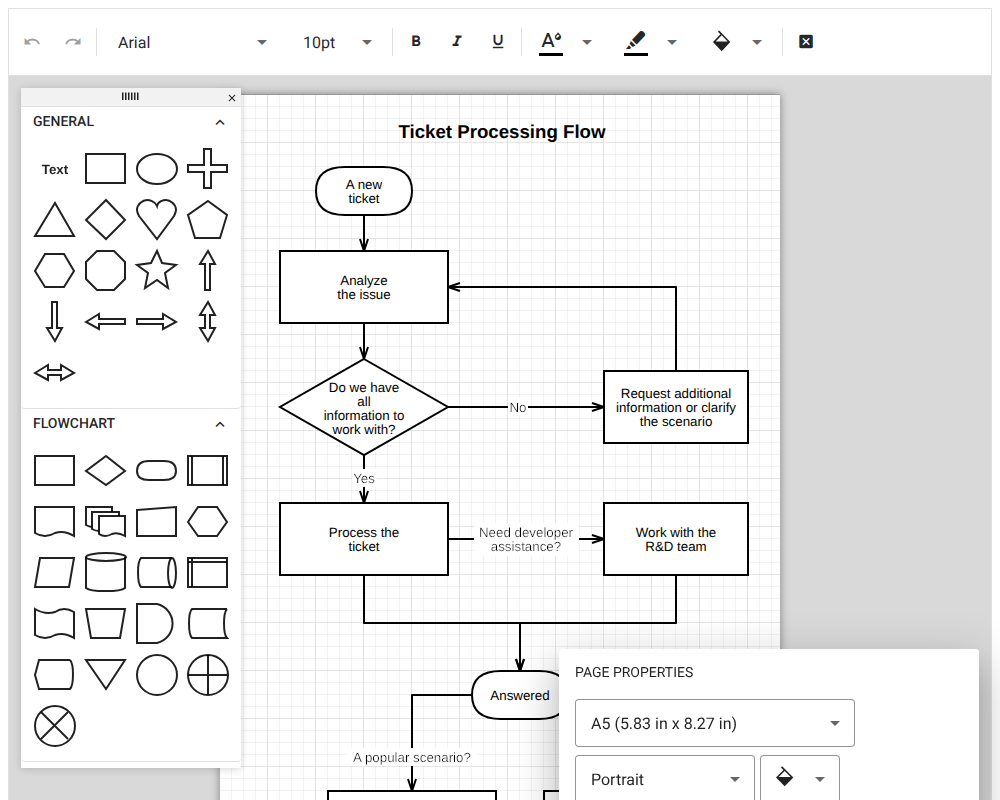 Arial
10pt
B
I
U
A
GENERAL
Text
FLOWCHART
Ticket Processing Flow
A new
ticket
Analyze
the issue
Do we have
all
information to
work with?
No
Request additional
information or clarify
the scenario
Yes
Process the
ticket
Need developer
assistance?
Work with the
R&D team
Answered
A popular scenario?
PAGE PROPERTIES
A5 (5.83 in x 8.27 in)
Portrait